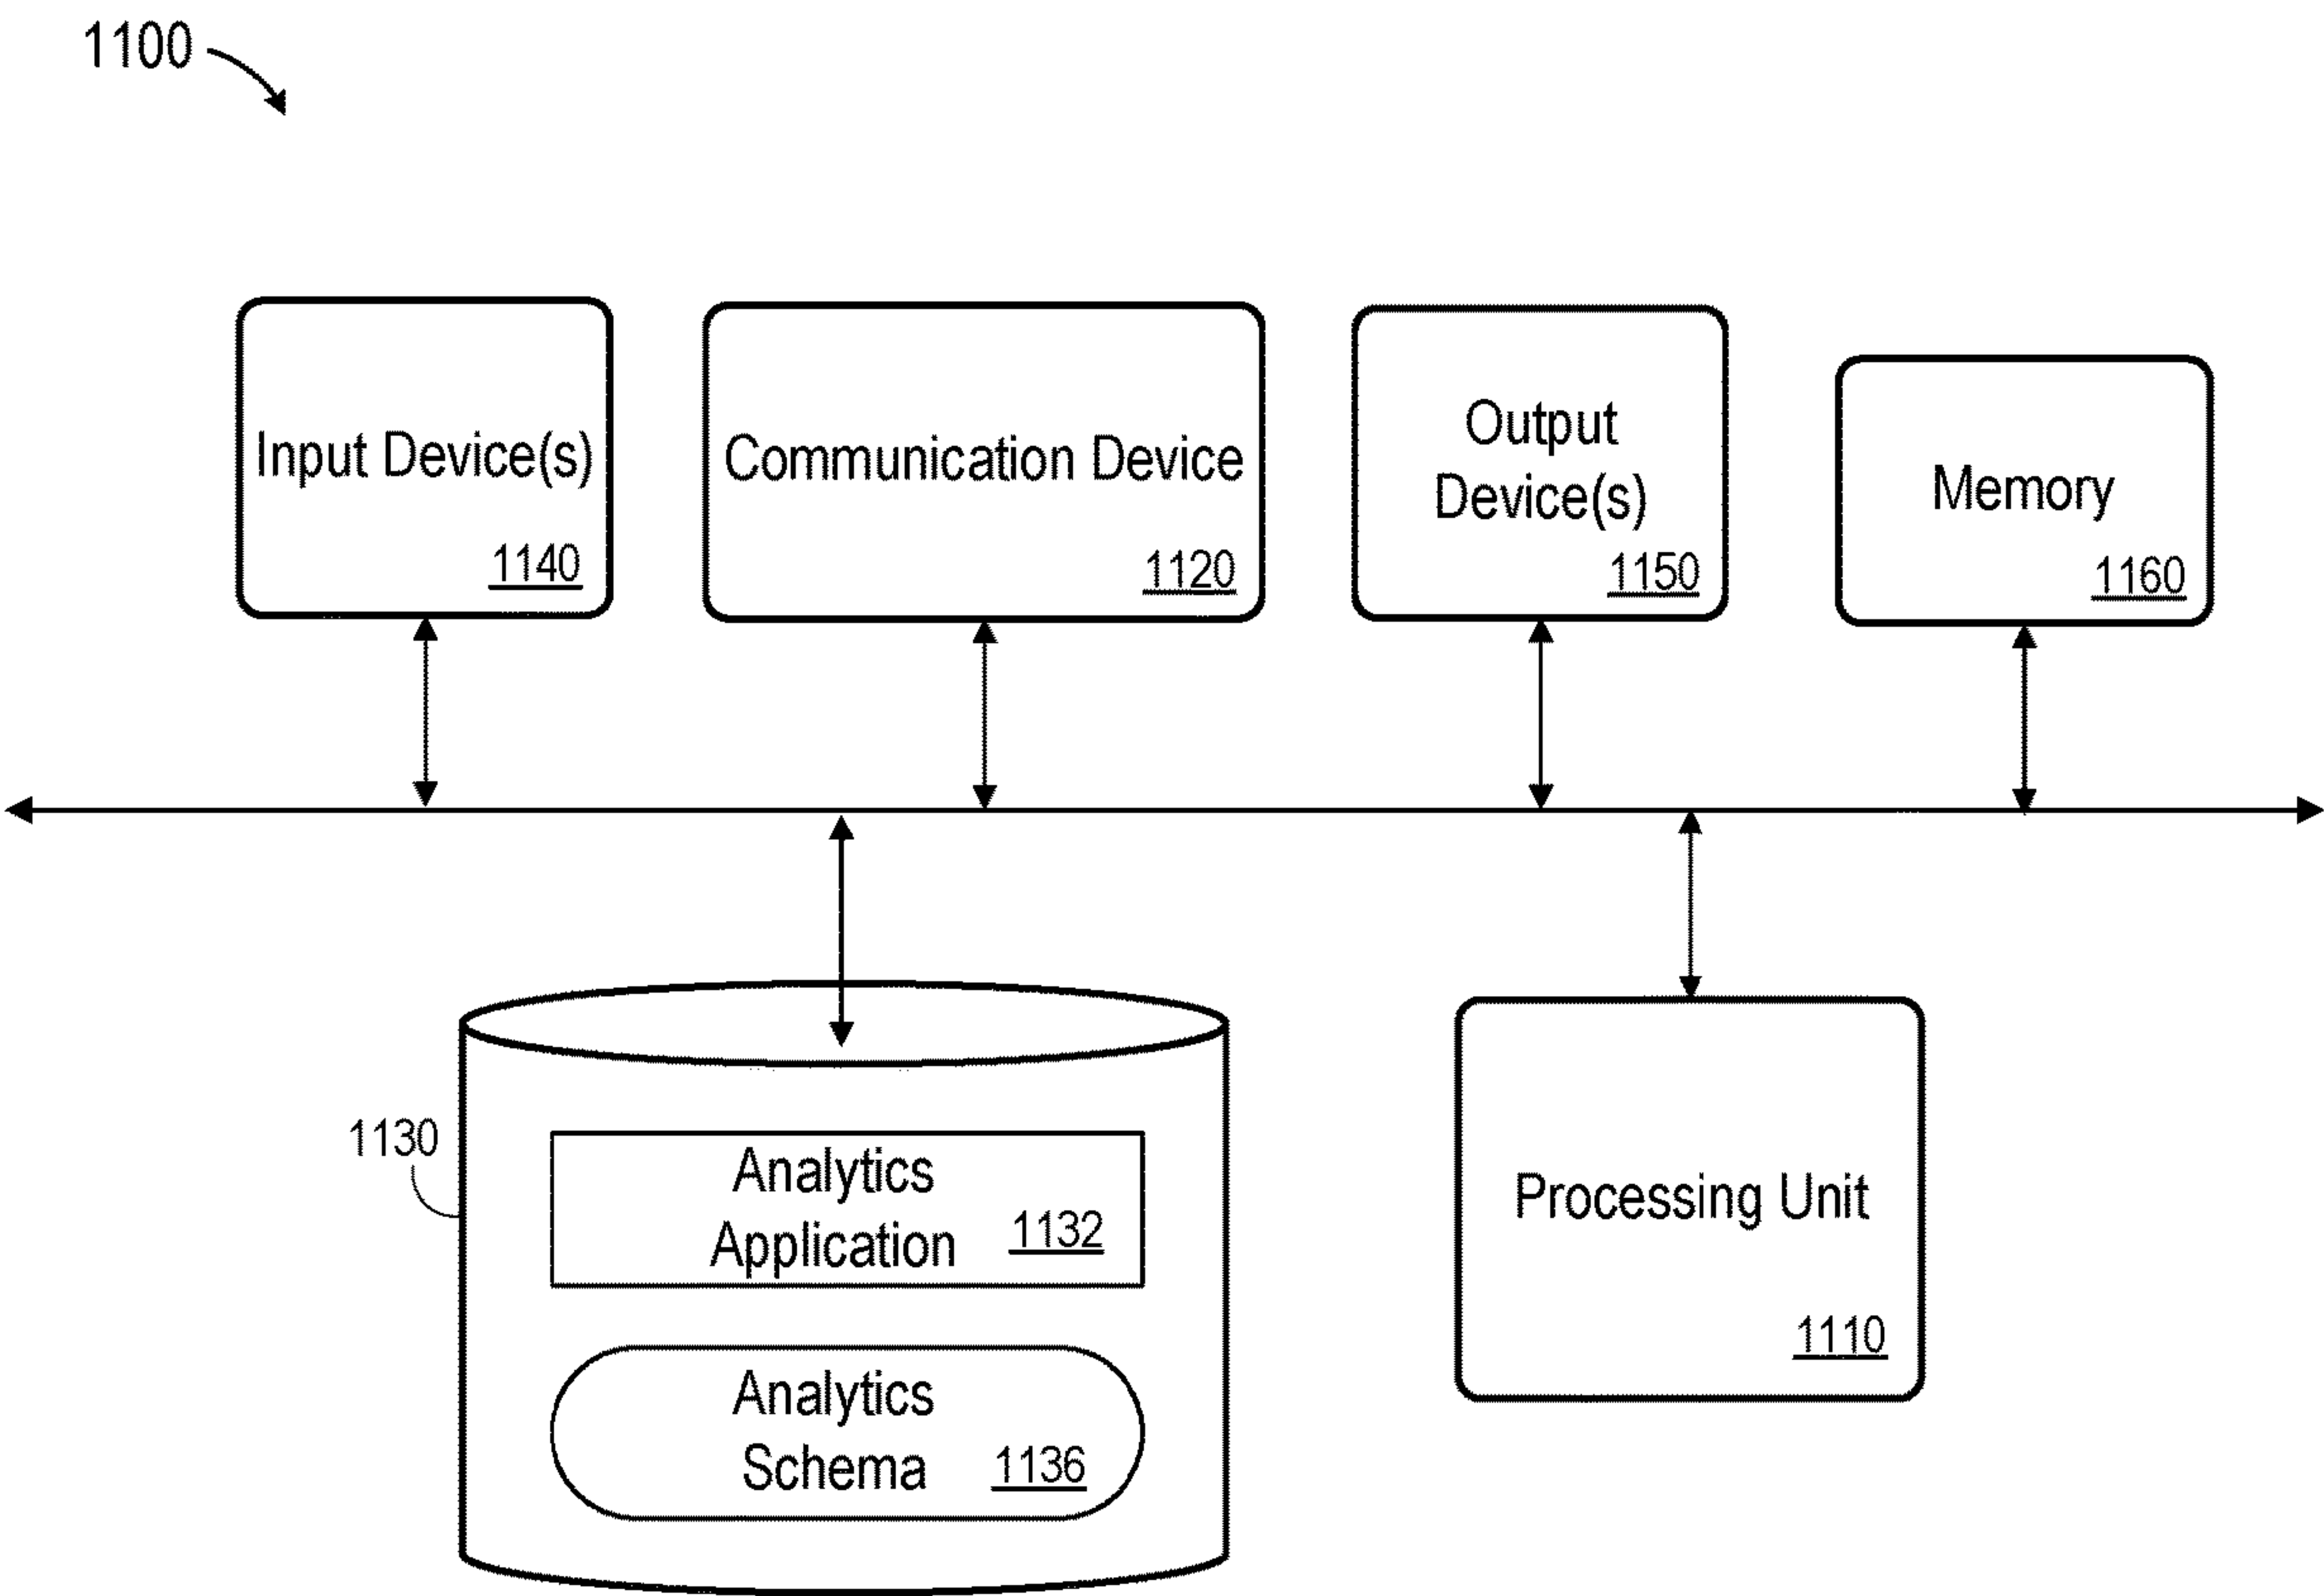 1100
Input Device(s)
1140
Communication Device
1120
Output
Device(s)
1150
Memory
1160
1130
Analytics
Application 1132
Analytics
Schema 1136
Processing Unit
1110